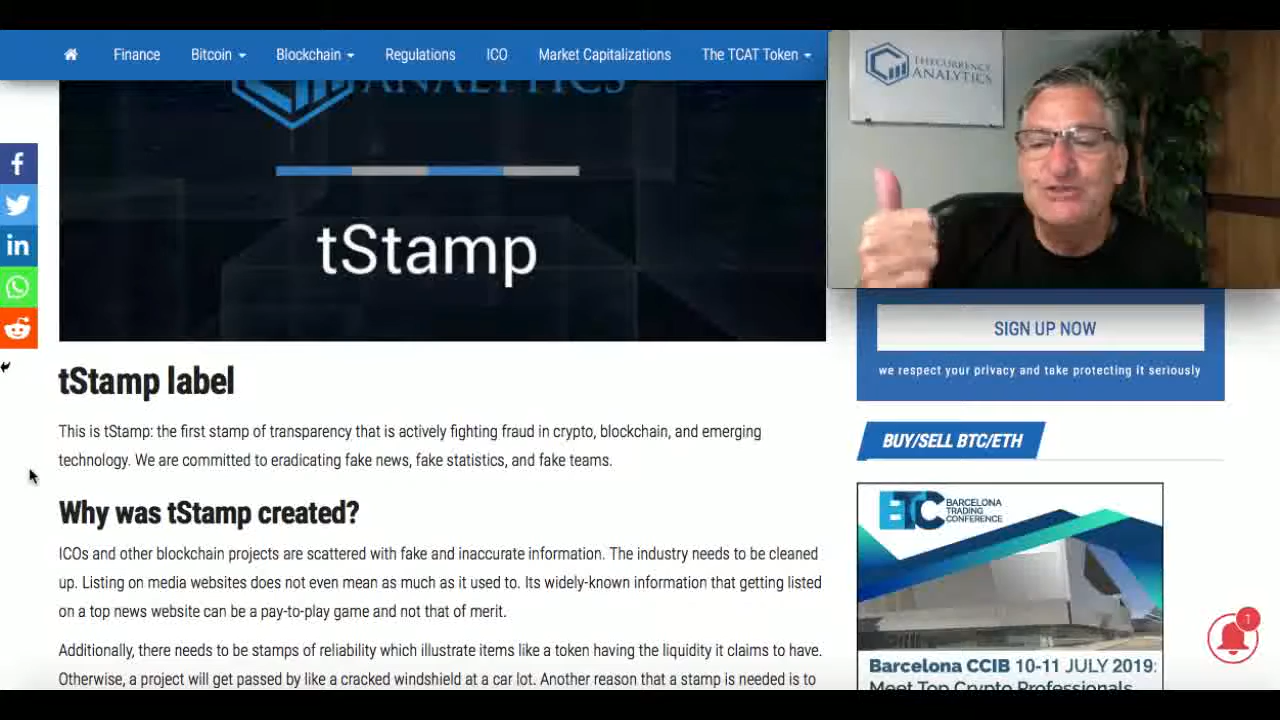 Finance Bitcoin Blockchain Regulations ICO Market Capitalizations The TCAT Token
THECURRENCY
ANALYTICS
ANALYTICS
tStamp
SIGN UP NOW
we respect your privacy and take protecting it seriously
tStamp label
This is tStamp: the first stamp of transparency that is actively fighting fraud in crypto, blockchain, and emerging
technology. We are committed to eradicating fake news, fake statistics, and fake teams.
Why was tStamp created?
ICOs and other blockchain projects are scattered with fake and inaccurate information. The industry needs to be cleaned
up. Listing on media websites does not even mean as much as it used to. Its widely-known information that getting listed
on a top news website can be a pay-to-play game and not that of merit.
Additionally, there needs to be stamps of reliability which illustrate items like a token having the liquidity it claims to have.
Otherwise, a project will get passed by like a cracked windshield at a car lot. Another reason that a stamp is needed is to
BUY/SELL BTC/ETH
BTC
BARCELONA
TRADING
CONFERENCE
Barcelona CCIB 10-11 JULY 2019:
Meet Top Crypto Professionals
1